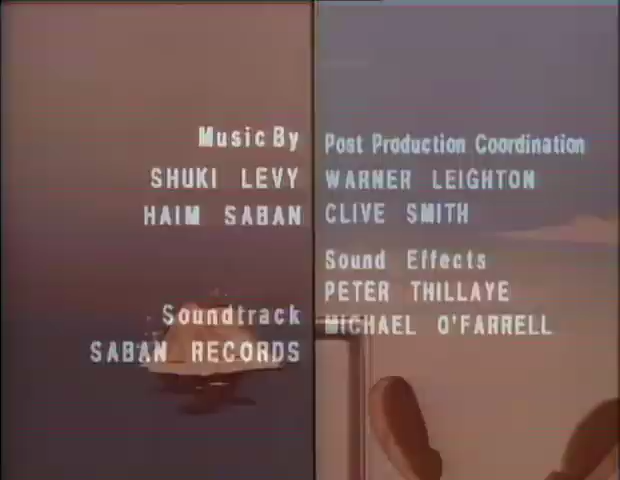 Music By
SHUKI LEVY
HAIM SABAN
Soundtrack
SABAN RECORDS
Post Production Coordination
WARNER LEIGHTON
CLIVE SMITH
Sound Effects
PETER THILLAYE
MICHAEL O'FARRELL